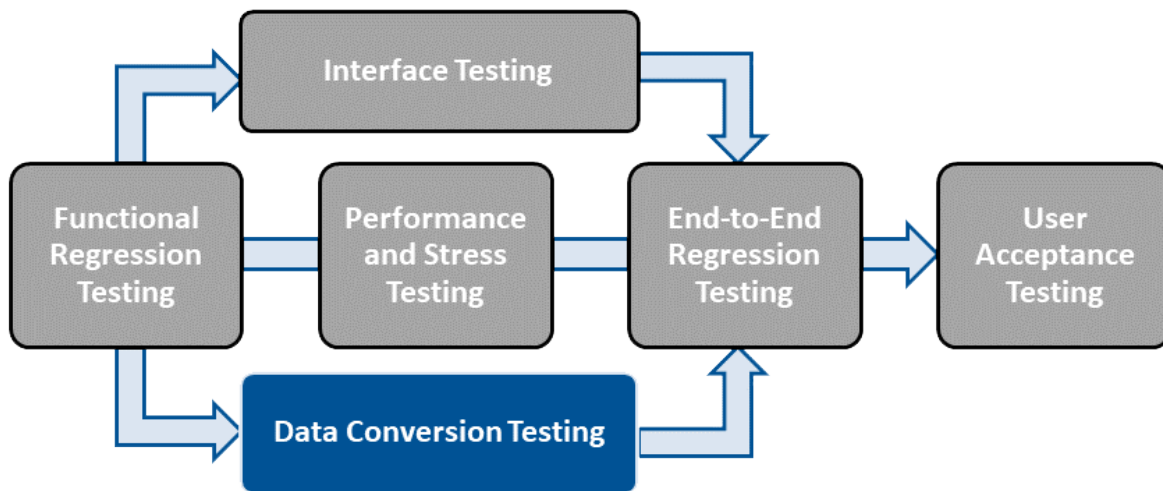 Interface Testing
Functional
Regression
Testing
Performance
and Stress
Testing
End-to-End
Regression
Testing
User
Acceptance
Testing
Data Conversion Testing